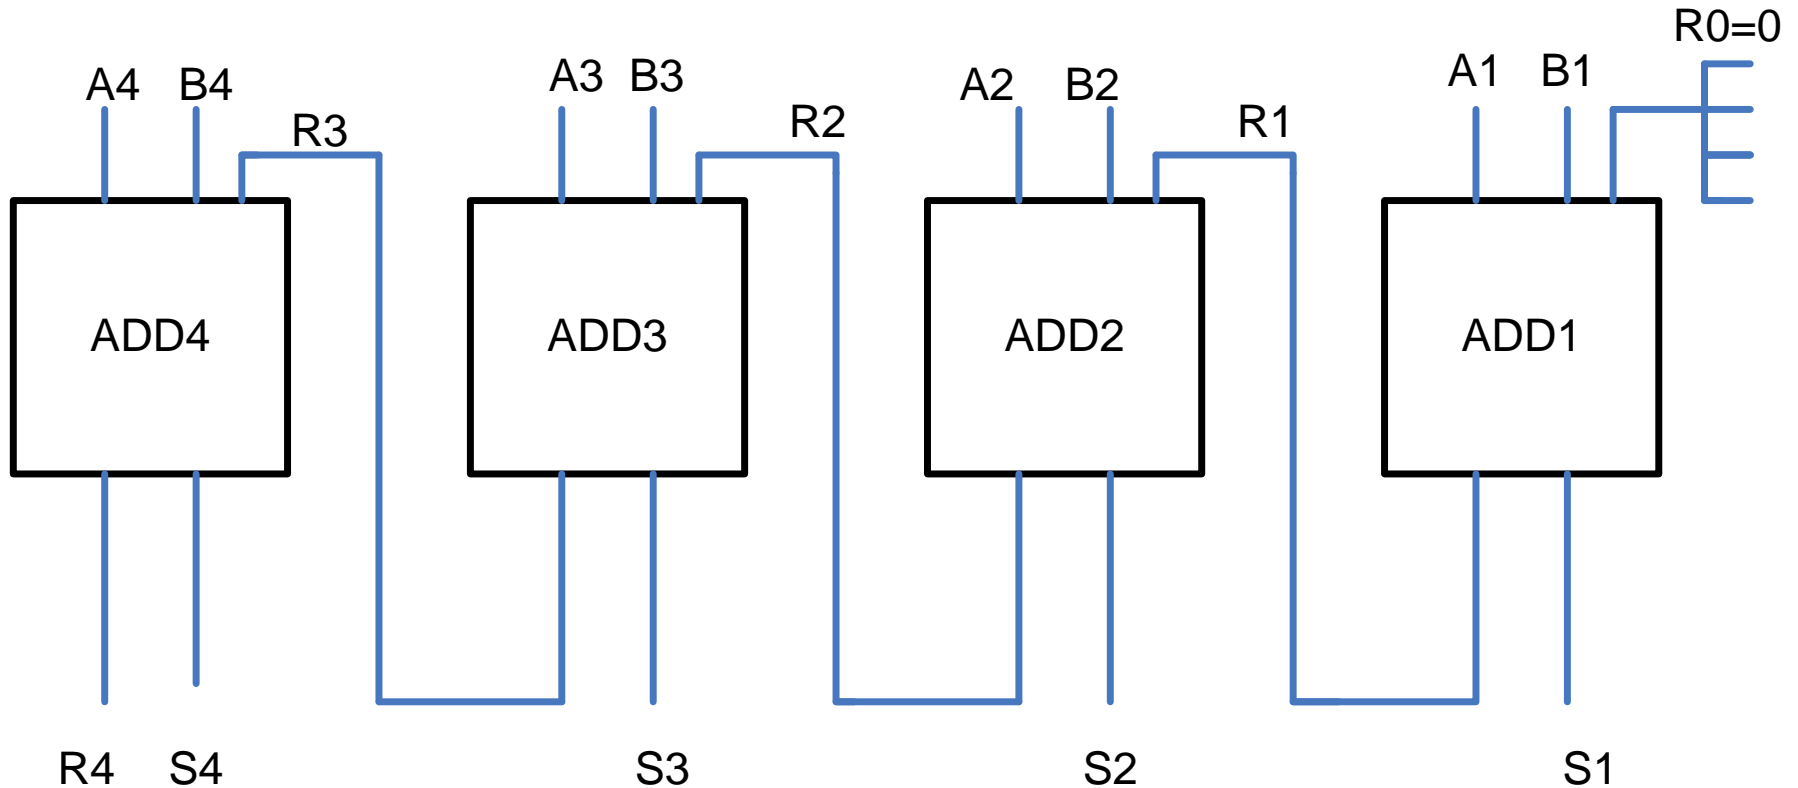 R0=0
A4 B4 A3 B3 A2 B2 A1 B1
R3 R2 R1
ADD4 ADD3 ADD2 ADD1
R4 S4 S3 S2 S1